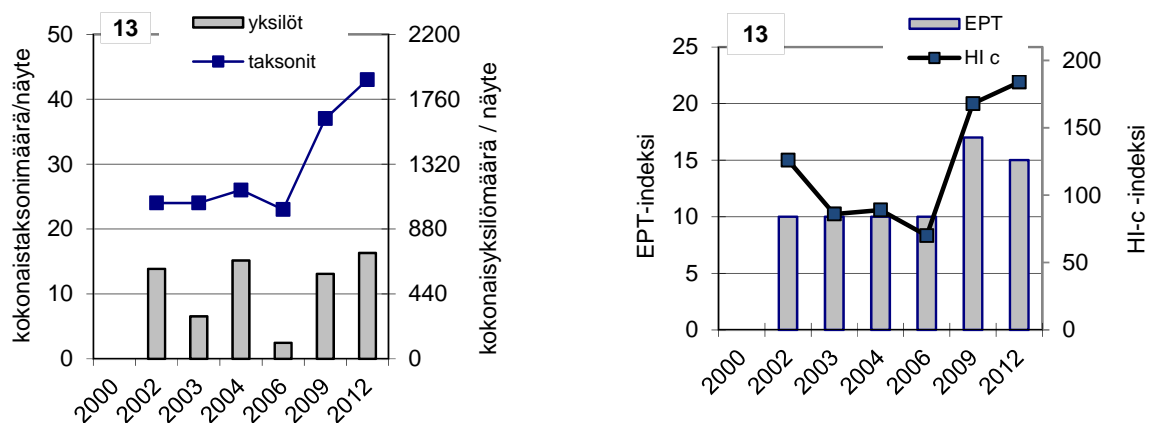 13
yksilöt
taksonit
kokonaistaksonimäärä/näyte
50
40
30
20
10
0
2200
1760
1320
880
440
0
kokonaisyksilömäärä / näyte
2000 2002 2003 2004 2006 2009 2012
13
EPT
HI c
EPT-indeksi
25
20
15
10
5
0
200
150
100
50
0
HI-c -indeksi
2000 2002 2003 2004 2006 2009 2012